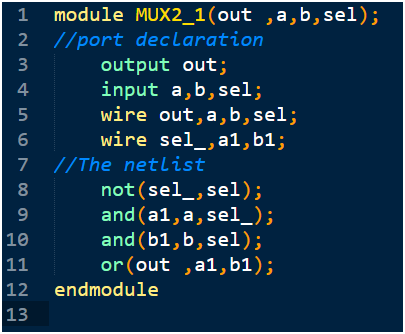 1 module MUX2_1(out ,a,b,sel);
2 //port declaration
3     output out;
4     input a,b,sel;
5     wire out,a,b,sel;
6     wire sel_,a1,b1;
7 //The netlist
8     not(sel_,sel);
9     and(a1,a,sel_);
10     and(b1,b,sel);
11     or(out ,a1,b1);
12 endmodule
13